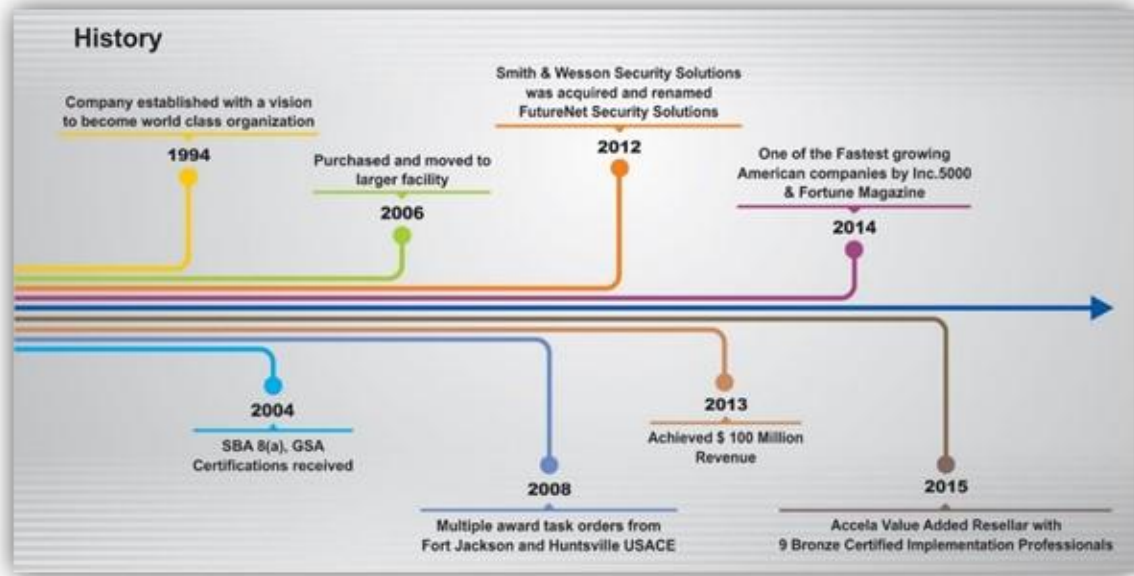 History
Company established with a vision
to become world class organization
1994
Purchased and moved to
larger facility
2006
Smith & Wesson Security Solutions
was acquired and renamed
FutureNet Security Solutions
2012
One of the Fastest growing
American companies by Inc.5000
& Fortune Magazine
2014
2004
SBA 8(a), GSA
Certifications received
2008
Multiple award task orders from
Fort Jackson and Huntsville USACE
2013
Achieved $ 100 Million
Revenue
2015
Accela Value Added Resellar with
9 Bronze Certified Implementation Professionals